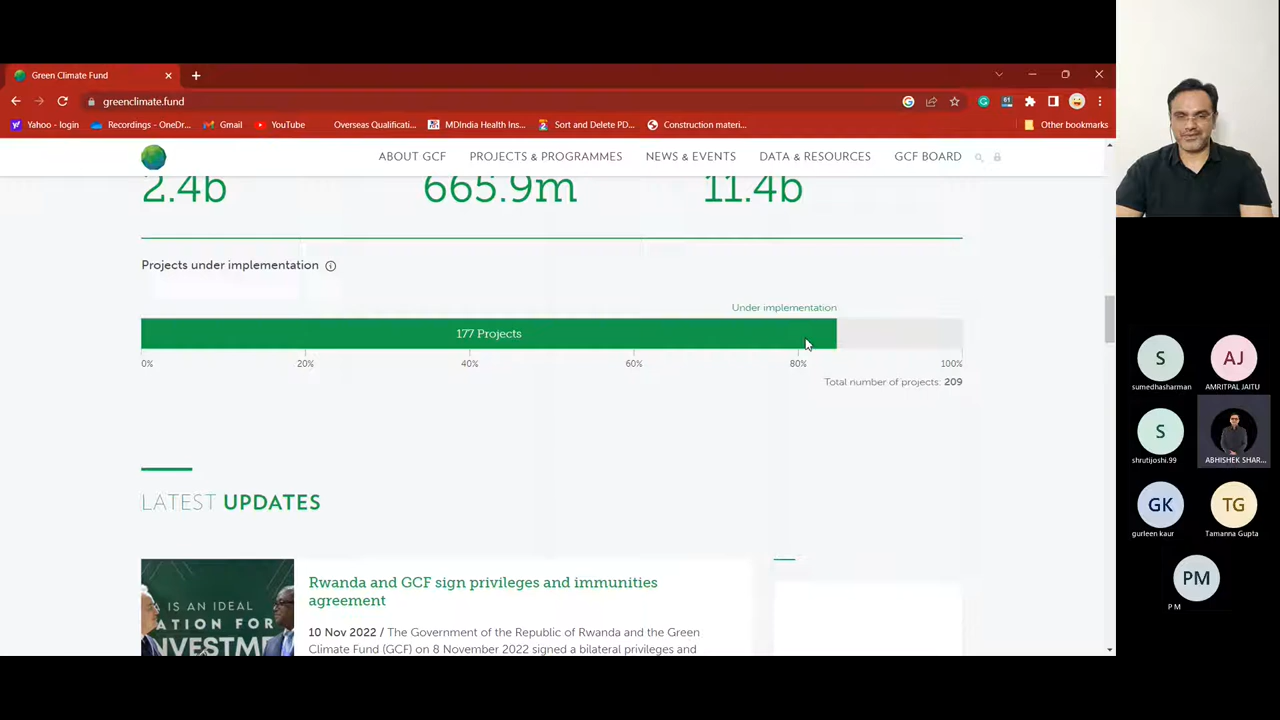 Green Climate Fund
greenclimate.fund
Yahoo - login
Recordings - OneDr...
Gmail
YouTube
Overseas Qualificati...
MDIndia Health Ins...
Sort and Delete PD...
Construction materi...
Other bookmarks
ABOUT GCF
PROJECTS & PROGRAMMES
NEWS & EVENTS
DATA & RESOURCES
GCF BOARD
2.4b
665.9m
11.4b
Projects under implementation
Under implementation
177 Projects
0%
20%
40%
60%
80%
100%
Total number of projects: 209
LATEST UPDATES
IS AN IDEAL
ATION FOR
NVESTM
Rwanda and GCF sign privileges and immunities
agreement
10 Nov 2022 / The Government of the Republic of Rwanda and the Green
Climate Fund (GCF) on 8 November 2022 signed a bilateral privileges and
S
sumedhasharman
AJ
AMRITPAL JAITU
S
shrutijoshi.99
ABHISHEK SHAR...
GK
gurleen kaur
TG
Tamanna Gupta
PM
P M